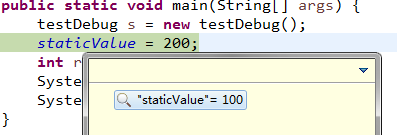 public static void main(String[] args) {
testDebug s = new testDebug();
staticValue = 200;
int r
Syste
Syste
}
"staticValue"= 100